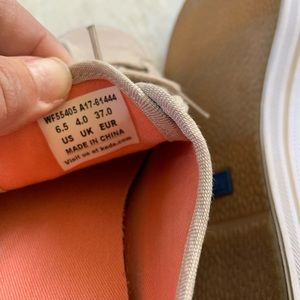 WF55405 A17-61444
6.5 4.0 37.0
US UK EUR
MADE IN CHINA
Visit us at keds.com